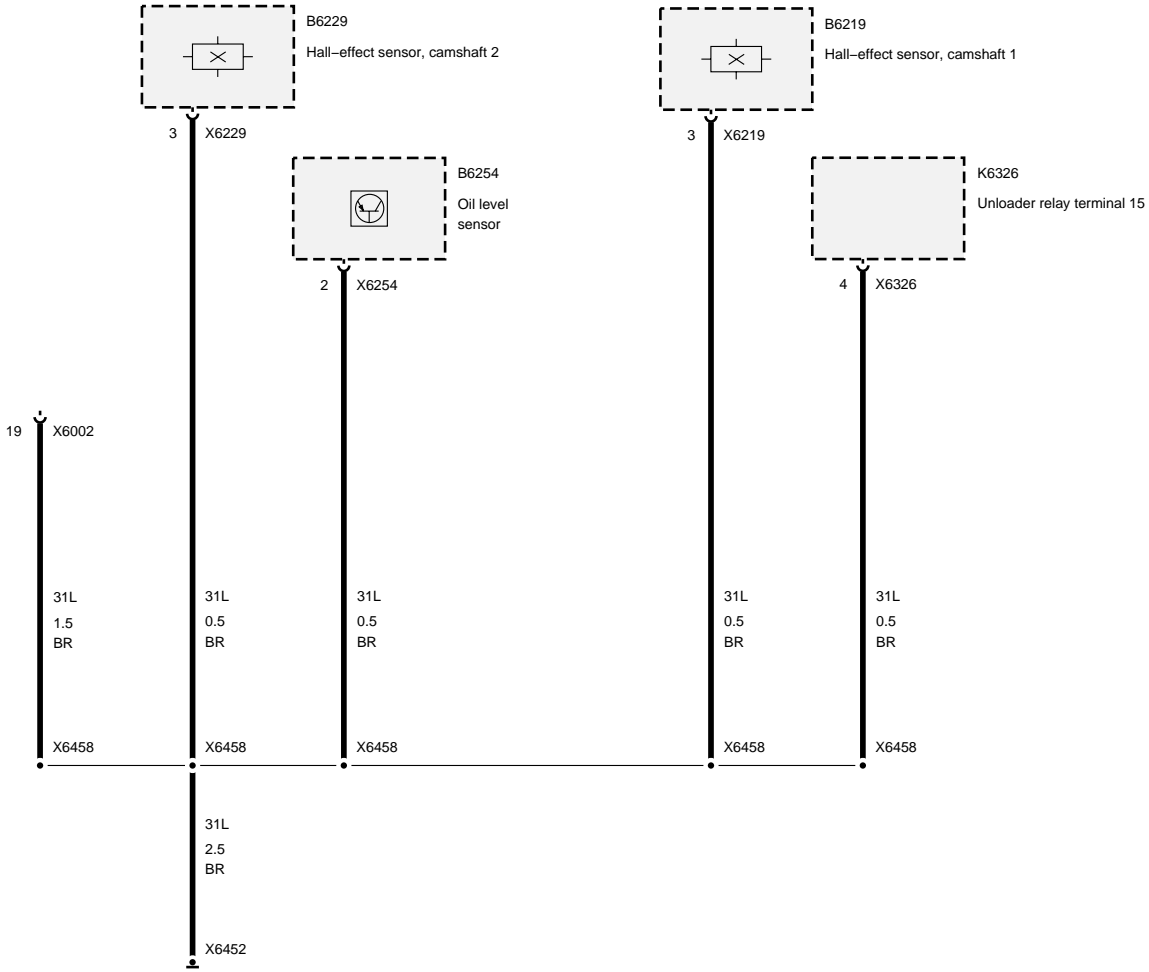 B6229
Hall–effect sensor, camshaft 2
B6219
Hall–effect sensor, camshaft 1
3 X6229
3 X6219
B6254
Oil level
sensor
K6326
Unloader relay terminal 15
2 X6254
4 X6326
19 X6002
31L
1.5
BR
31L
0.5
BR
31L
0.5
BR
31L
0.5
BR
31L
0.5
BR
X6458
X6458
X6458
X6458
X6458
31L
2.5
BR
X6452